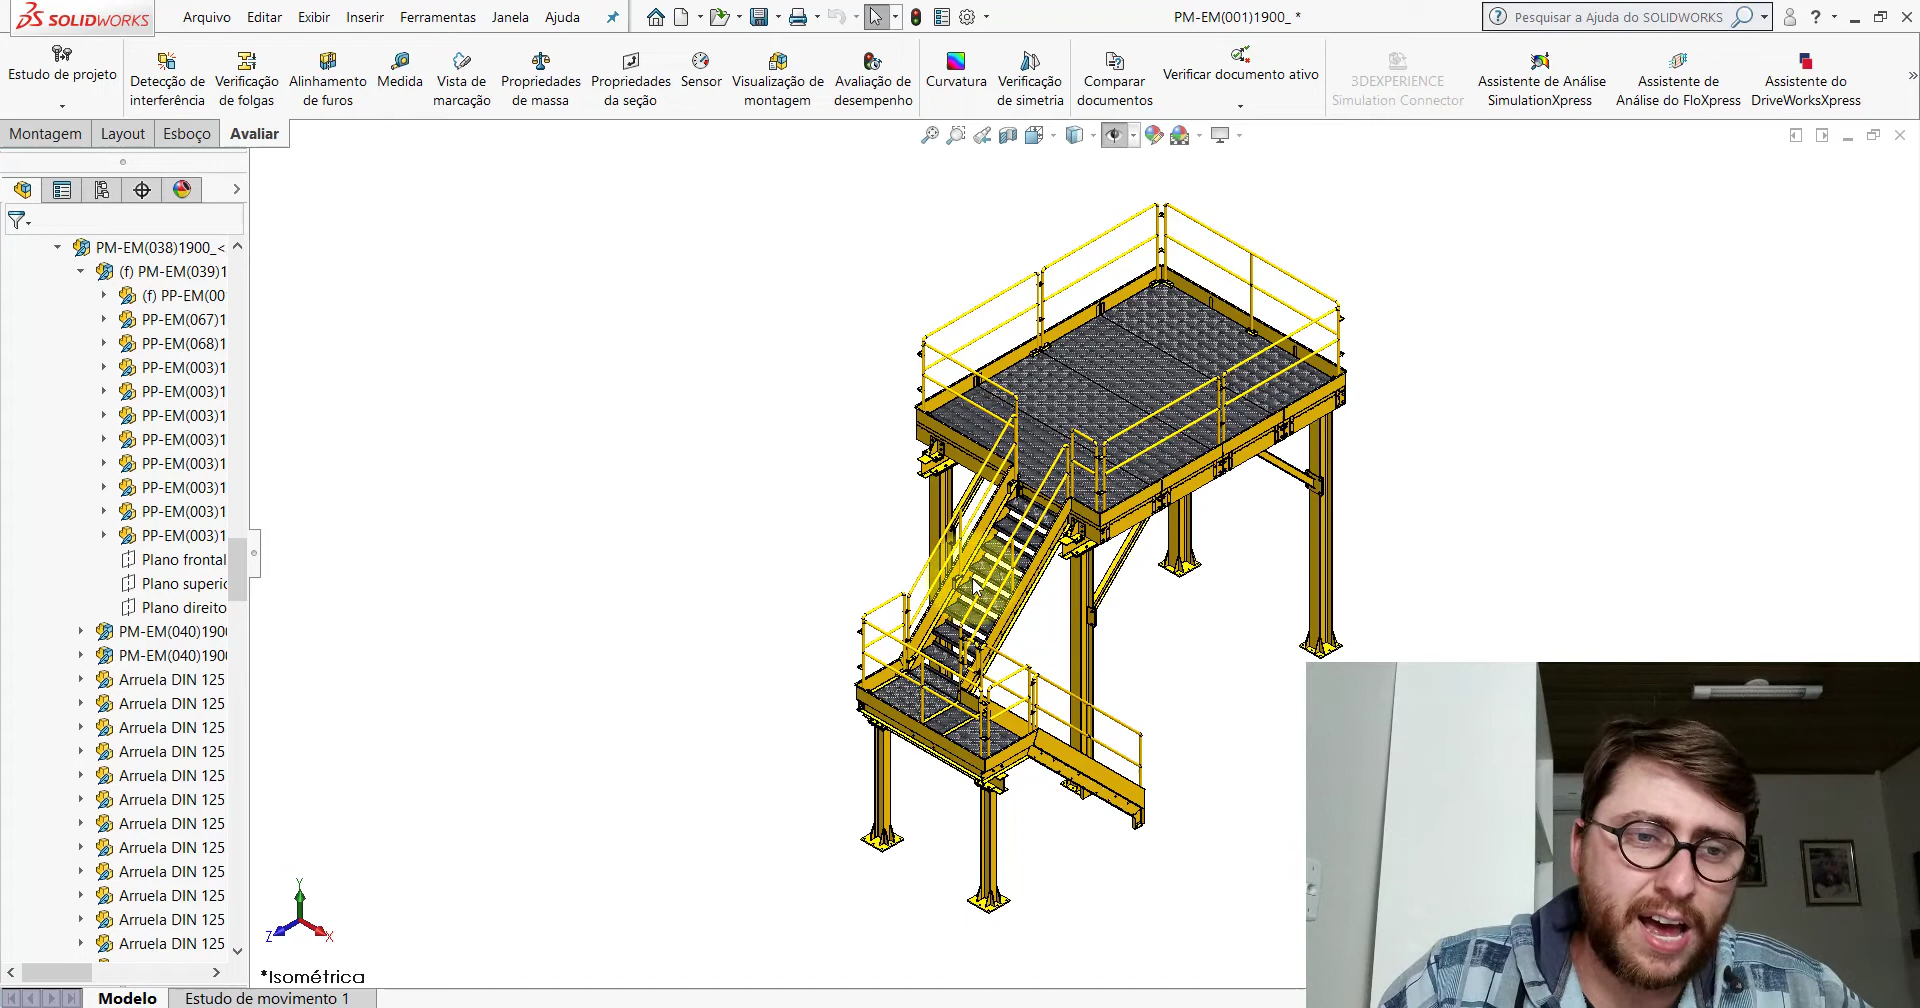 SOLIDWORKS
Arquivo Editar Exibir Inserir Ferramentas Janela Ajuda
PM-EM(001)1900_ *
Pesquisar a Ajuda do SOLIDWORKS
Estudo de projeto
Detecção de interferência
Verificação de folgas
Alinhamento de furos
Medida
Vista de marcação
Propriedades de massa
Propriedades da seção
Sensor
Visualização de montagem
Avaliação de desempenho
Curvatura
Verificação de simetria
Comparar documentos
Verificar documento ativo
3DEXPERIENCE Simulation Connector
Assistente de Análise SimulationXpress
Assistente de Análise do FloXpress
Assistente do DriveWorksXpress
Montagem Layout Esboço Avaliar
PM-EM(038)1900_<
(f) PM-EM(039)1
(f) PP-EM(00
PP-EM(067)1
PP-EM(068)1
PP-EM(003)1
PP-EM(003)1
PP-EM(003)1
PP-EM(003)1
PP-EM(003)1
PP-EM(003)1
PP-EM(003)1
PP-EM(003)1
Plano frontal
Plano superio
Plano direito
PM-EM(040)190
PM-EM(040)190
Arruela DIN 125
Arruela DIN 125
Arruela DIN 125
Arruela DIN 125
Arruela DIN 125
Arruela DIN 125
Arruela DIN 125
Arruela DIN 125
Arruela DIN 125
Arruela DIN 125
Arruela DIN 125
Arruela DIN 125
Y
Z
X
*Isométrica
Modelo Estudo de movimento 1